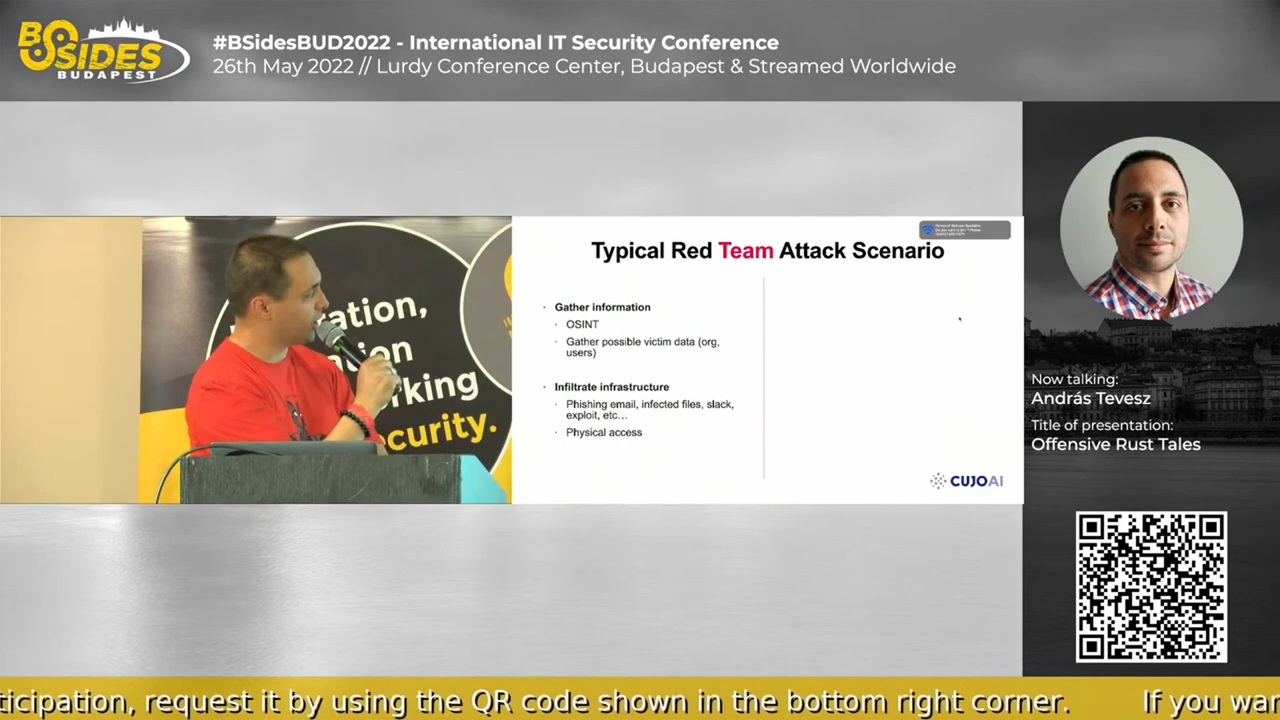 BSIDES
BUDAPEST
#BSidesBUD2022 - International IT Security Conference
26th May 2022 // Lurdy Conference Center, Budapest & Streamed Worldwide
ation,
ation
rking
curity.
Typical Red Team Attack Scenario
· Gather information
· OSINT
· Gather possible victim data (org,
users)
· Infiltrate infrastructure
· Phishing email, infected files, slack,
exploit, etc...
· Physical access
CUJOAI
Now talking:
András Tevesz
Title of presentation:
Offensive Rust Tales
ticipation, request it by using the QR code shown in the bottom right corner.
If you wan